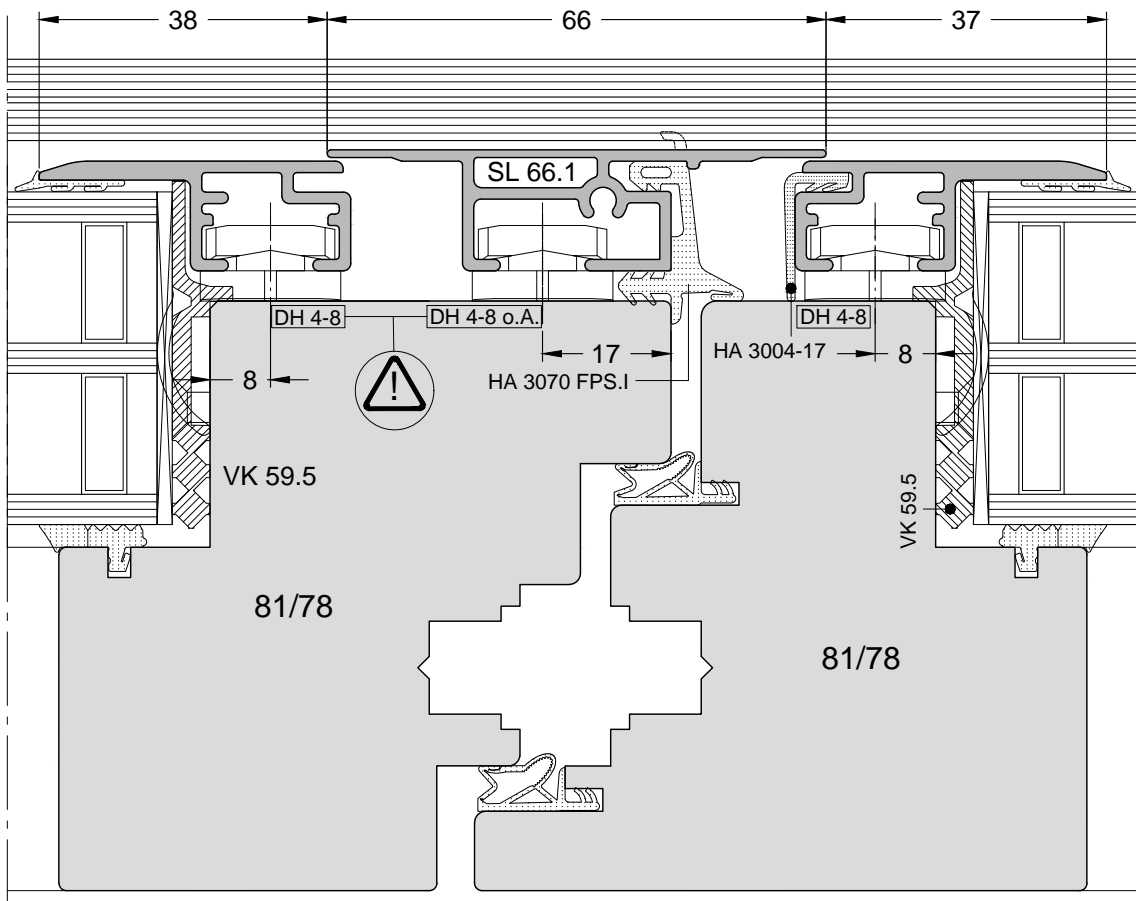 38
66
37
SL 66.1
DH 4-8
DH 4-8 o.A.
DH 4-8
17
HA 3004-17
8
8
!
HA 3070 FPS.I
VK 59.5
VK 59.5
81/78
81/78